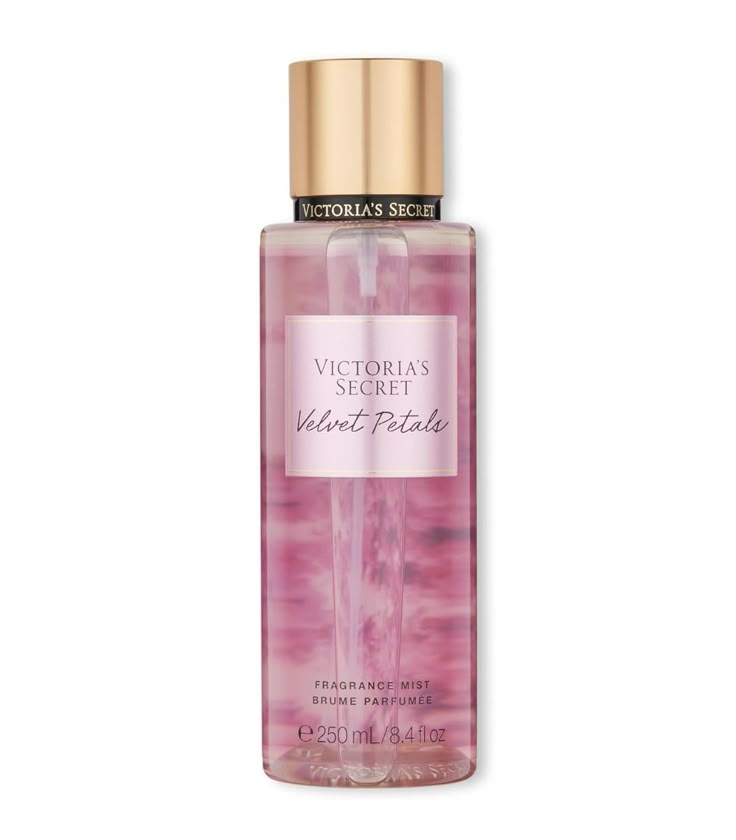 VICTORIA'S SECRET
VICTORIA'S
SECRET
Velvet Petals
FRAGRANCE MIST
BRUME PARFUMÉE
℮ 250 mL/8.4 fl oz